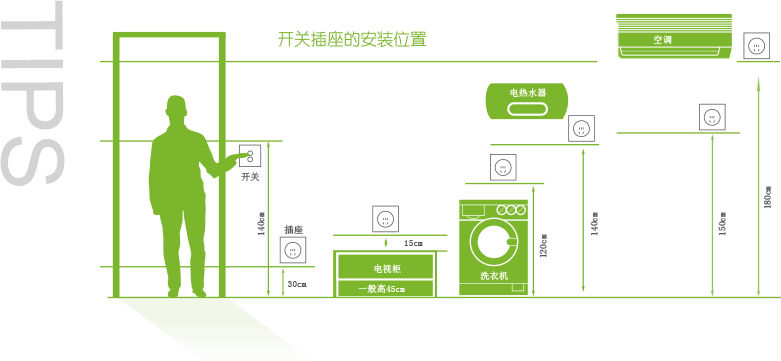 TIPS
开关插座的安装位置
空调
电热水器
开关
插座
140cm
30cm
15cm
电视柜
一般高45cm
洗衣机
120cm
140cm
150cm
180cm